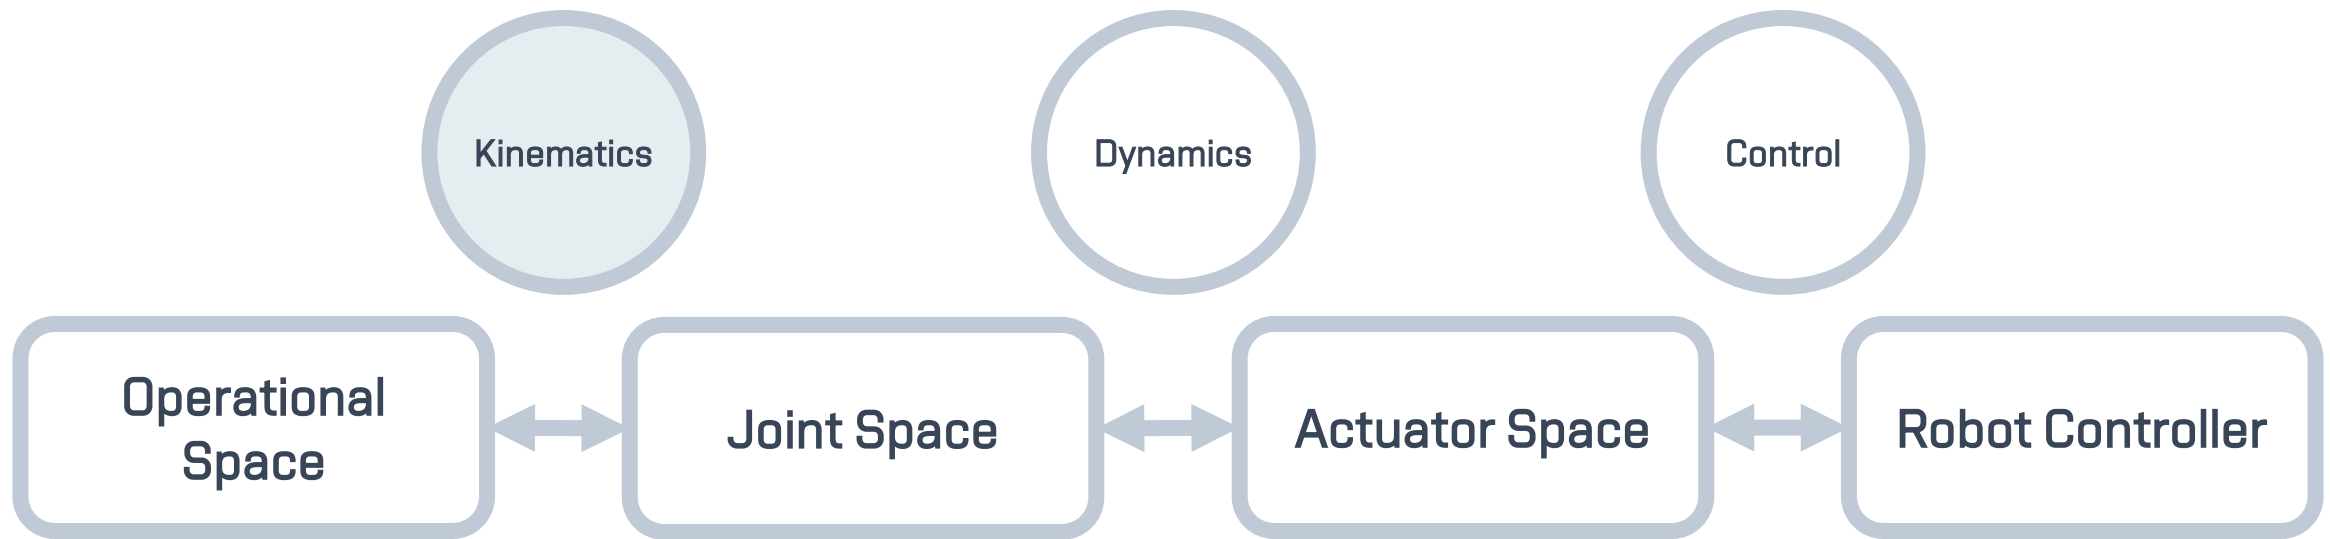 Kinematics
Dynamics
Control
Operational
Space
Joint Space
Actuator Space
Robot Controller